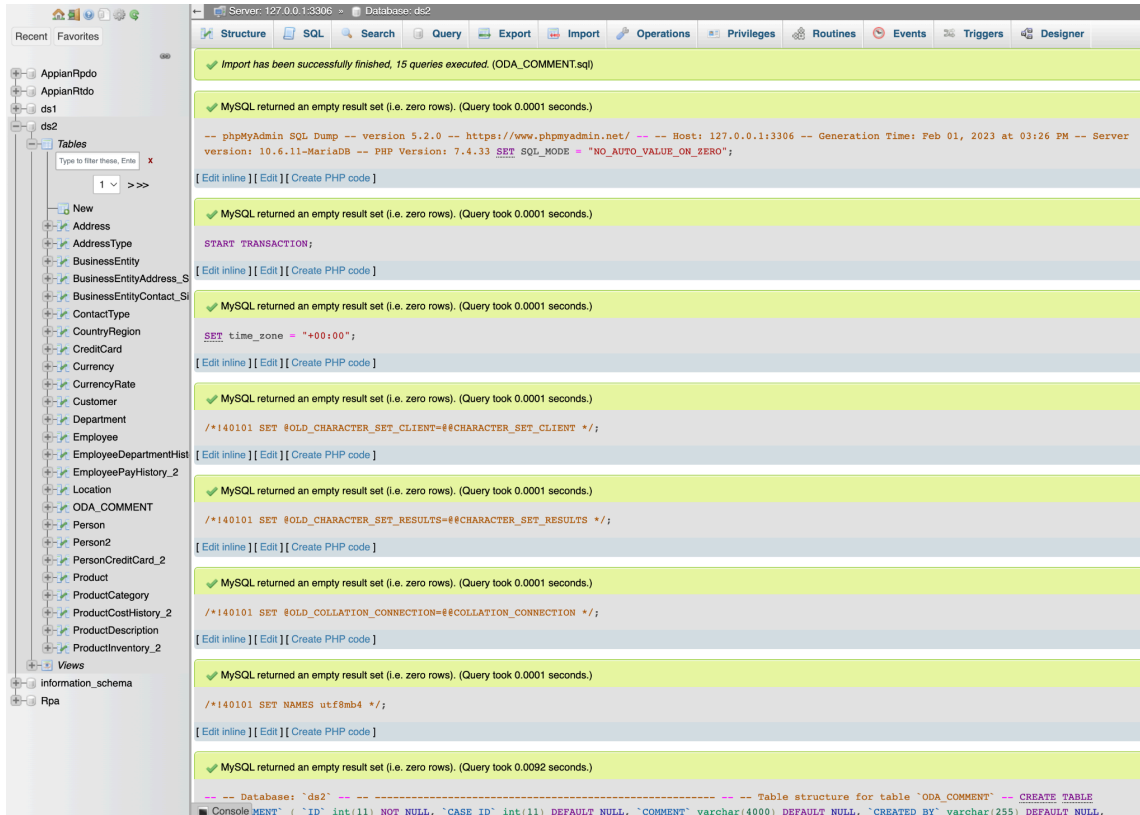 Server: 127.0.0.1:3306 » Database: ds2
Recent Favorites
Structure SQL Search Query Export Import Operations Privileges Routines Events Triggers Designer
AppianRpdo
AppianRtdo
ds1
ds2
Tables
Type to filter these, Ente X
1 > >>
New
Address
AddressType
BusinessEntity
BusinessEntityAddress_S
BusinessEntityContact_Si
ContactType
CountryRegion
CreditCard
Currency
CurrencyRate
Customer
Department
Employee
EmployeeDepartmentHist
EmployeePayHistory_2
Location
ODA_COMMENT
Person
Person2
PersonCreditCard_2
Product
ProductCategory
ProductCostHistory_2
ProductDescription
ProductInventory_2
Views
information_schema
Rpa
Import has been successfully finished, 15 queries executed. (ODA_COMMENT.sql)
MySQL returned an empty result set (i.e. zero rows). (Query took 0.0001 seconds.)
-- phpMyAdmin SQL Dump -- version 5.2.0 -- https://www.phpmyadmin.net/ -- -- Host: 127.0.0.1:3306 -- Generation Time: Feb 01, 2023 at 03:26 PM -- Server
version: 10.6.11-MariaDB -- PHP Version: 7.4.33 SET SQL_MODE = "NO_AUTO_VALUE_ON_ZERO";
[ Edit inline ] [ Edit ] [ Create PHP code ]
MySQL returned an empty result set (i.e. zero rows). (Query took 0.0001 seconds.)
START TRANSACTION;
[ Edit inline ] [ Edit ] [ Create PHP code ]
MySQL returned an empty result set (i.e. zero rows). (Query took 0.0001 seconds.)
SET time_zone = "+00:00";
[ Edit inline ] [ Edit ] [ Create PHP code ]
MySQL returned an empty result set (i.e. zero rows). (Query took 0.0001 seconds.)
/*!40101 SET @OLD_CHARACTER_SET_CLIENT=@@CHARACTER_SET_CLIENT */;
[ Edit inline ] [ Edit ] [ Create PHP code ]
MySQL returned an empty result set (i.e. zero rows). (Query took 0.0001 seconds.)
/*!40101 SET @OLD_CHARACTER_SET_RESULTS=@@CHARACTER_SET_RESULTS */;
[ Edit inline ] [ Edit ] [ Create PHP code ]
MySQL returned an empty result set (i.e. zero rows). (Query took 0.0001 seconds.)
/*!40101 SET @OLD_COLLATION_CONNECTION=@@COLLATION_CONNECTION */;
[ Edit inline ] [ Edit ] [ Create PHP code ]
MySQL returned an empty result set (i.e. zero rows). (Query took 0.0001 seconds.)
/*!40101 SET NAMES utf8mb4 */;
[ Edit inline ] [ Edit ] [ Create PHP code ]
MySQL returned an empty result set (i.e. zero rows). (Query took 0.0092 seconds.)
-- -- Database: `ds2` -- -- -------------------------------------------------------- -- -- Table structure for table `ODA_COMMENT` -- CREATE TABLE
Console MENT` ( `ID` int(11) NOT NULL, `CASE_ID` int(11) DEFAULT NULL, `COMMENT` varchar(4000) DEFAULT NULL, `CREATED_BY` varchar(255) DEFAULT NULL,